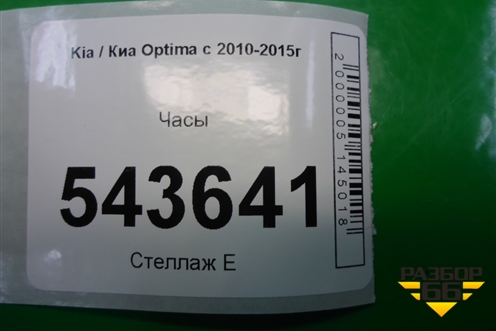 Kia / Киа Optima с 2010-2015г
Часы
543641
Стеллаж Е
2000005145018
РАЗБОР
66